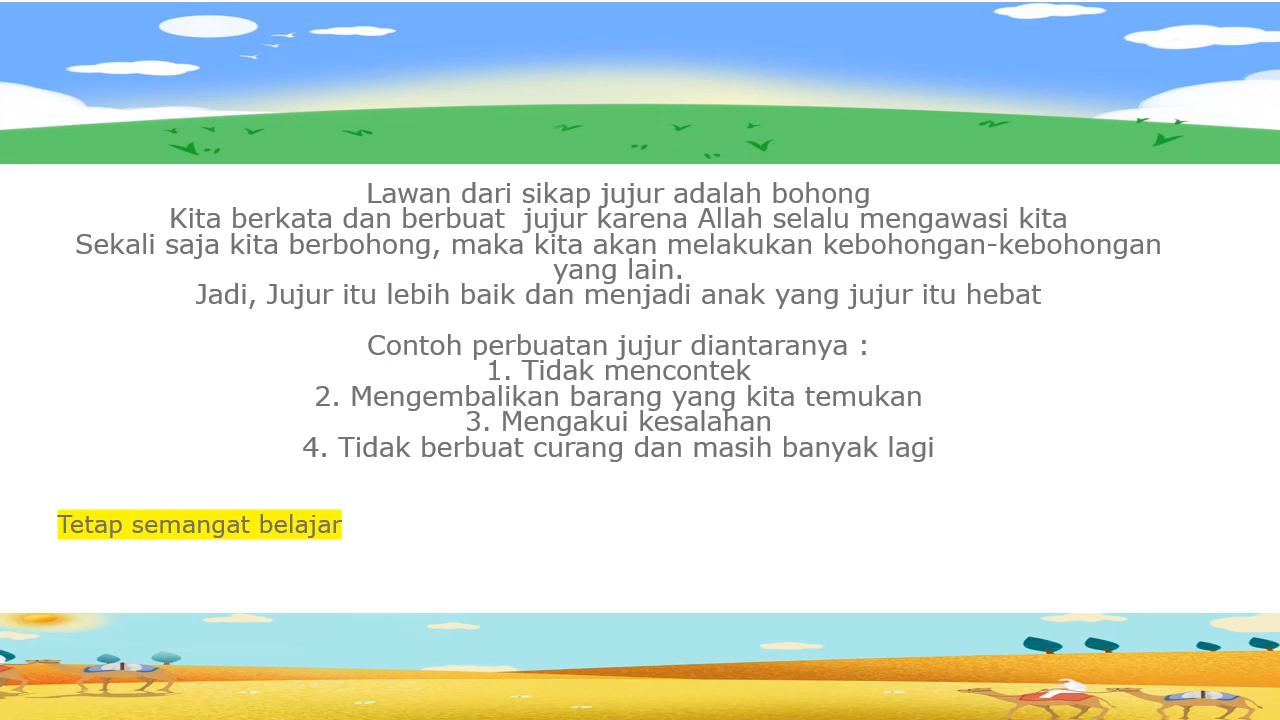 Lawan dari sikap jujur adalah bohong
Kita berkata dan berbuat  jujur karena Allah selalu mengawasi kita
Sekali saja kita berbohong, maka kita akan melakukan kebohongan-kebohongan
yang lain.
Jadi, Jujur itu lebih baik dan menjadi anak yang jujur itu hebat
Contoh perbuatan jujur diantaranya :
1. Tidak mencontek
2. Mengembalikan barang yang kita temukan
3. Mengakui kesalahan
4. Tidak berbuat curang dan masih banyak lagi
Tetap semangat belajar